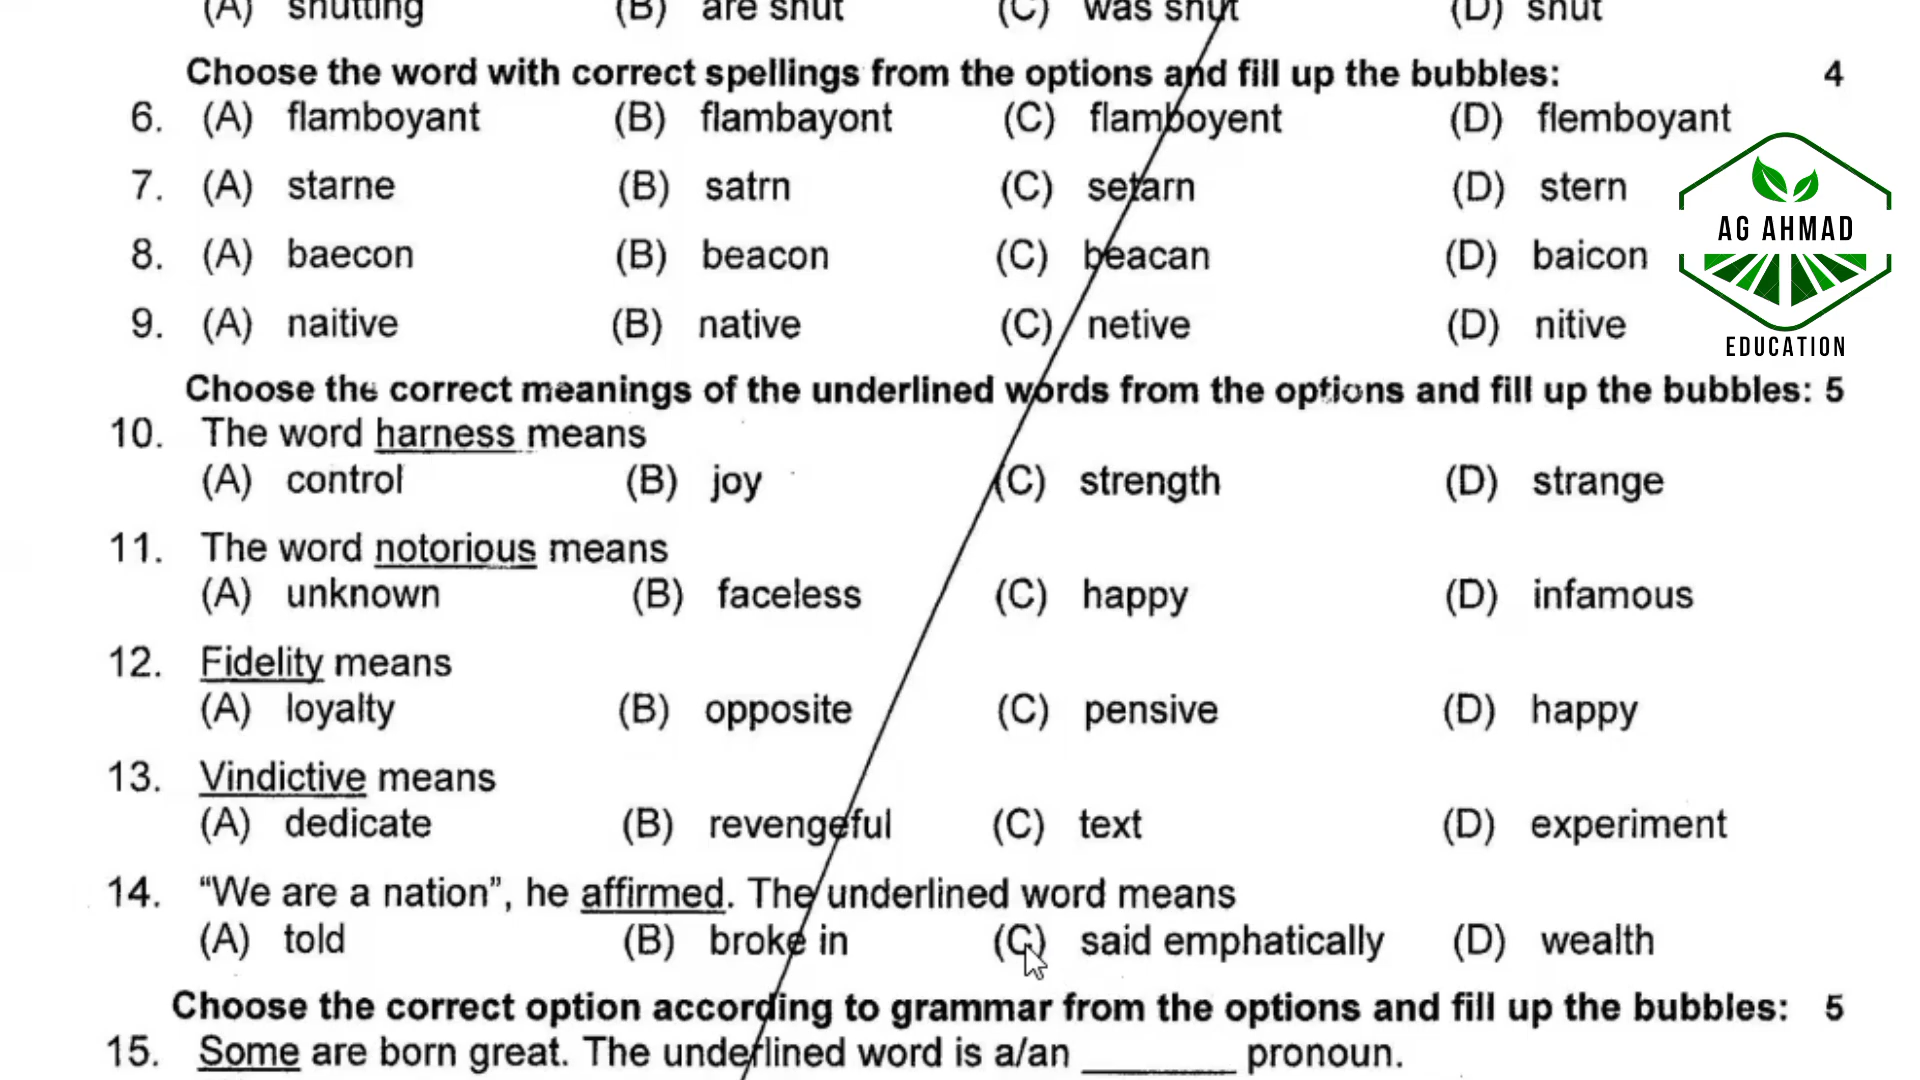 (A) shutting (B) are shut (C) was shut (D) shut
Choose the word with correct spellings from the options and fill up the bubbles: 4
6. (A) flamboyant (B) flambayont (C) flamboyent (D) flemboyant
7. (A) starne (B) satrn (C) setarn (D) stern
8. (A) baecon (B) beacon (C) beacan (D) baicon
9. (A) naitive (B) native (C) netive (D) nitive
AG AHMAD
EDUCATION
Choose the correct meanings of the underlined words from the options and fill up the bubbles: 5
10. The word harness means
(A) control (B) joy (C) strength (D) strange
11. The word notorious means
(A) unknown (B) faceless (C) happy (D) infamous
12. Fidelity means
(A) loyalty (B) opposite (C) pensive (D) happy
13. Vindictive means
(A) dedicate (B) revengeful (C) text (D) experiment
14. “We are a nation”, he affirmed. The underlined word means
(A) told (B) broke in (C) said emphatically (D) wealth
Choose the correct option according to grammar from the options and fill up the bubbles: 5
15. Some are born great. The underlined word is a/an ________ pronoun.